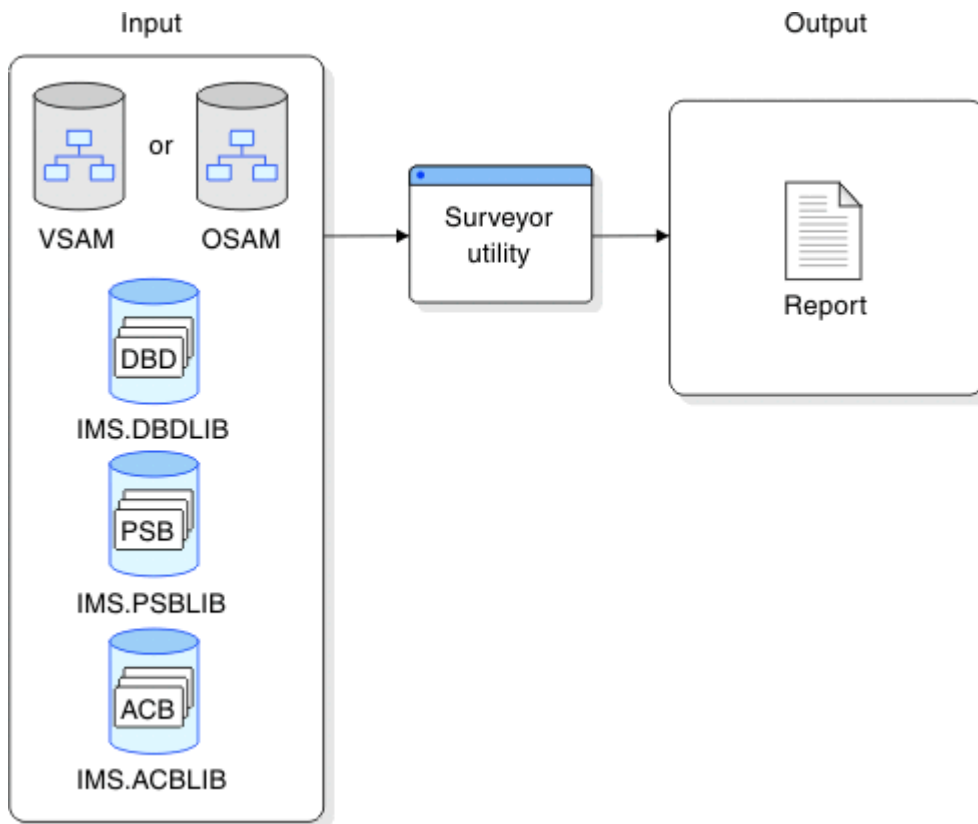 Input
Output
or
VSAM
OSAM
Surveyor
utility
Report
DBD
IMS.DBDLIB
PSB
IMS.PSBLIB
ACB
IMS.ACBLIB